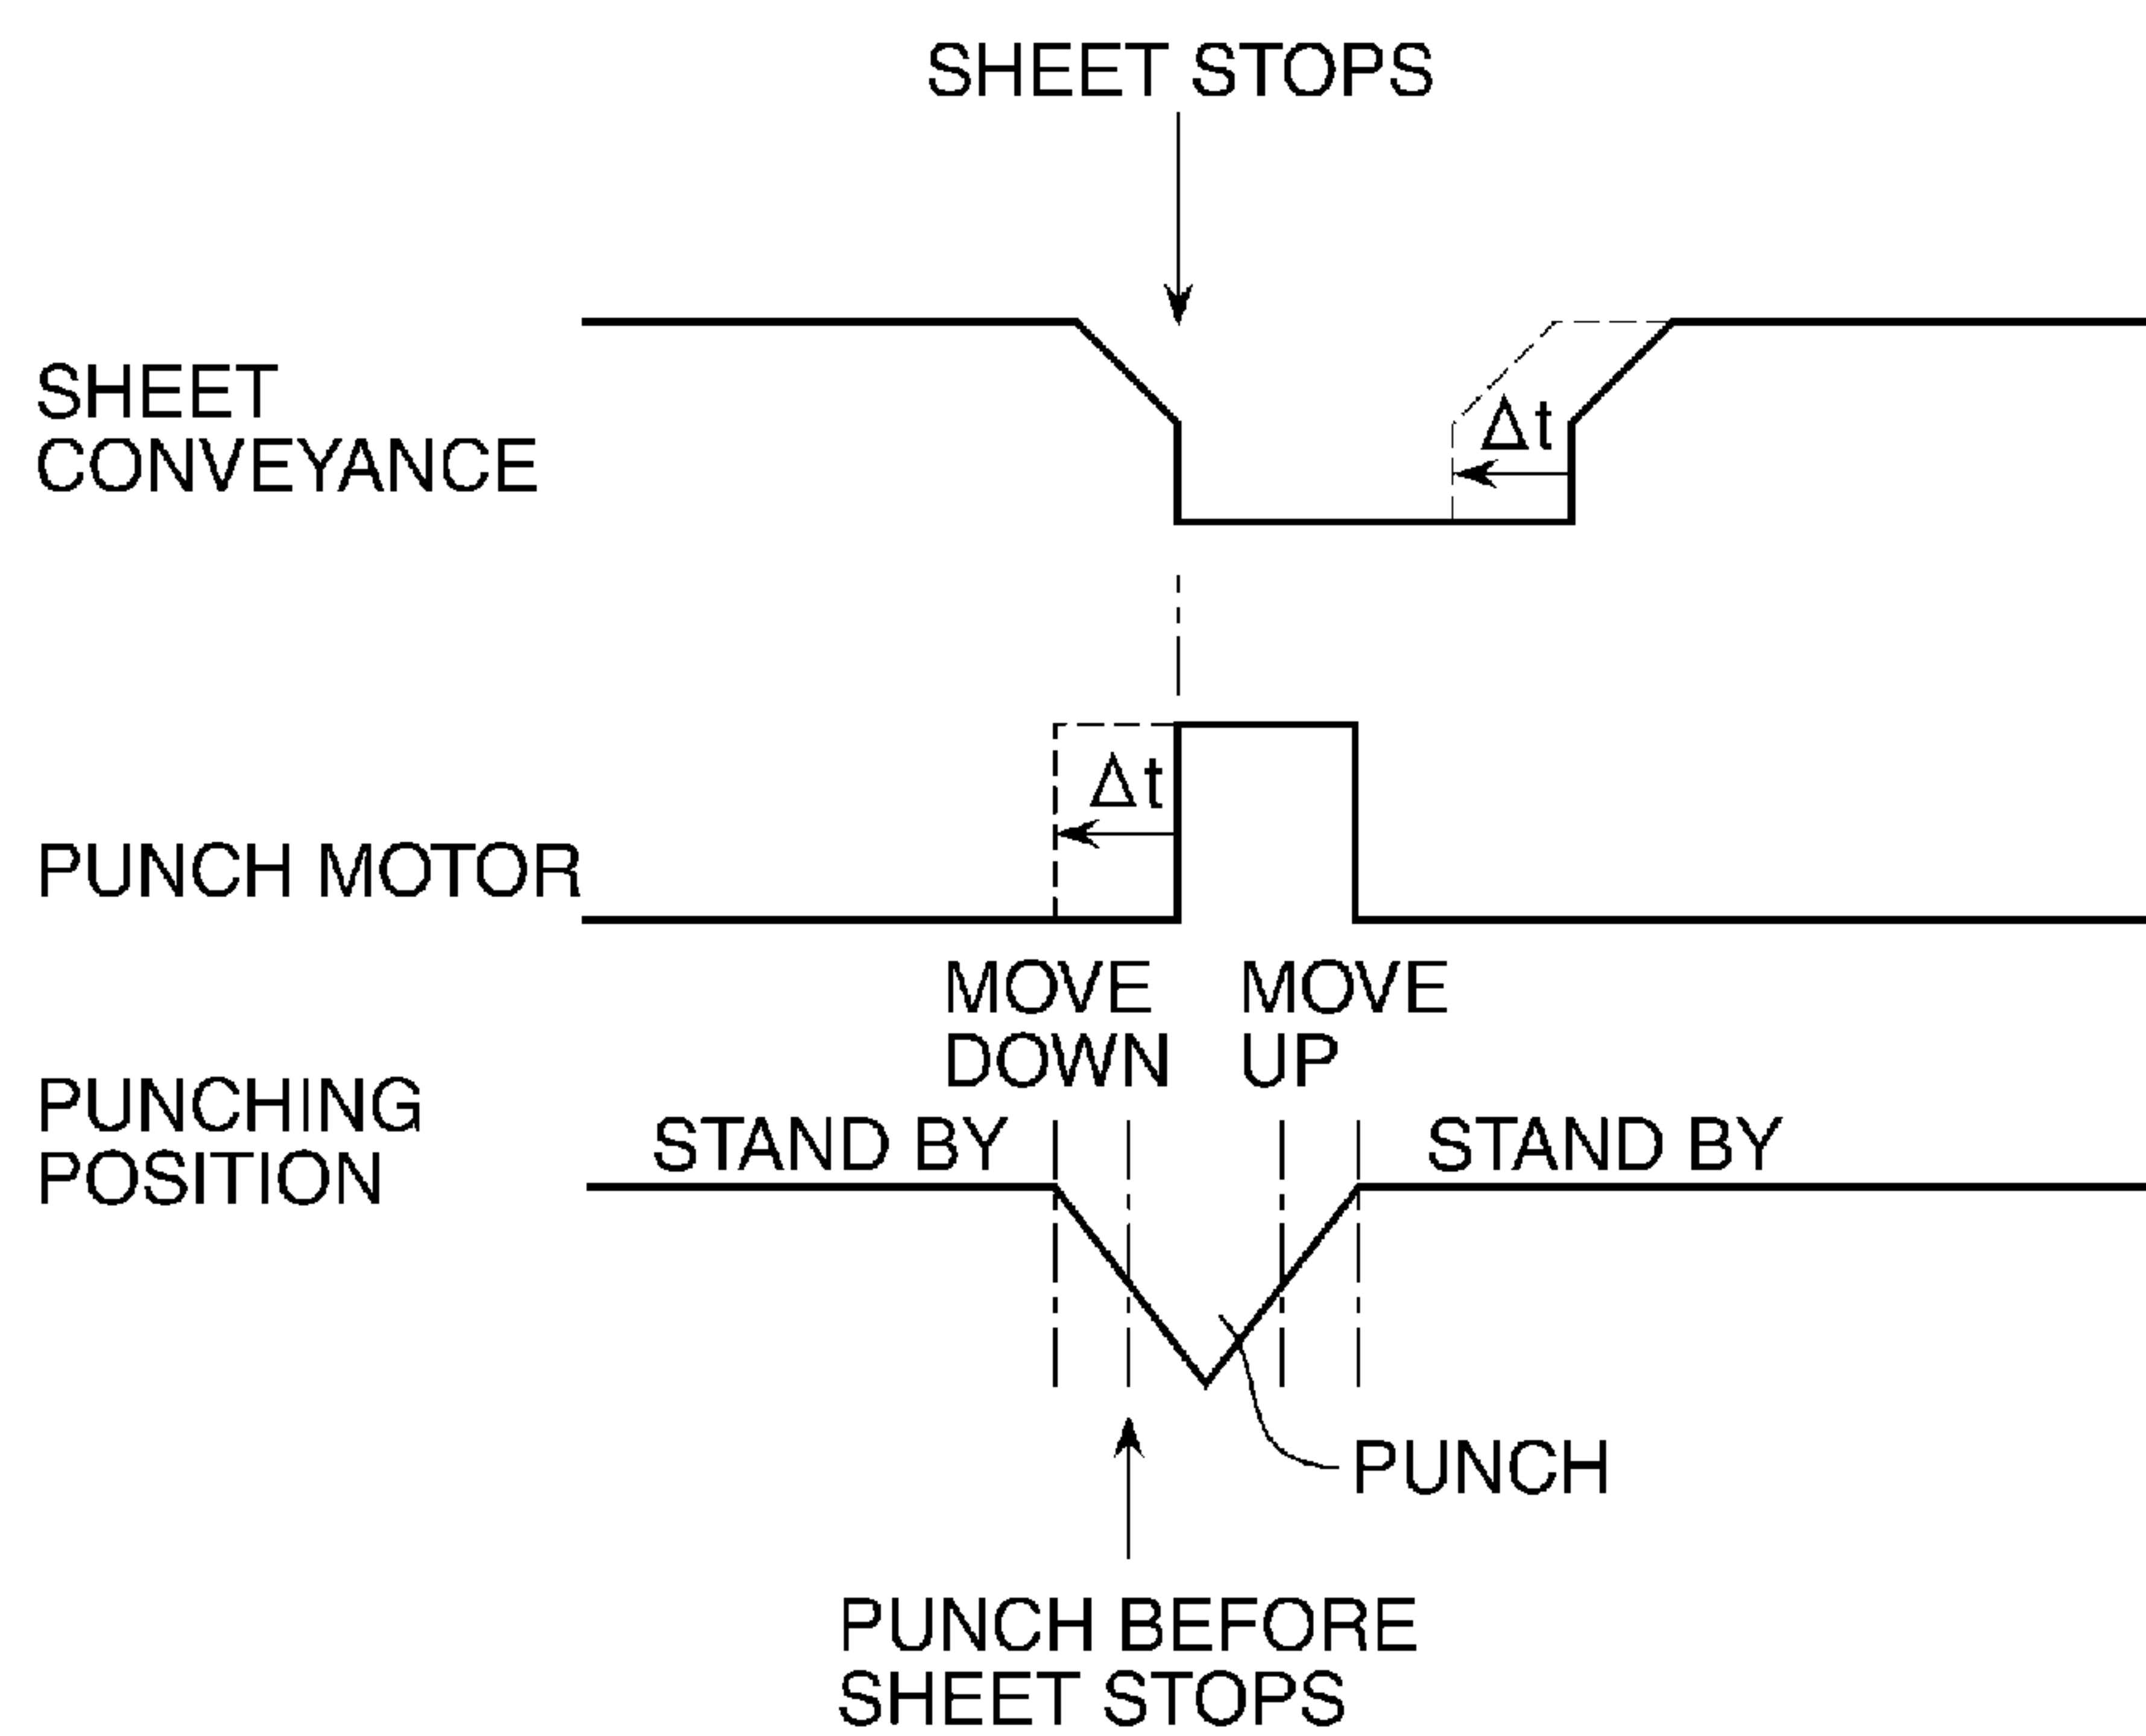 SHEET STOPS
SHEET
CONVEYANCE
Δt
Δt
PUNCH MOTOR
MOVE
DOWN
MOVE
UP
PUNCHING
POSITION
STAND BY
STAND BY
PUNCH
PUNCH BEFORE
SHEET STOPS